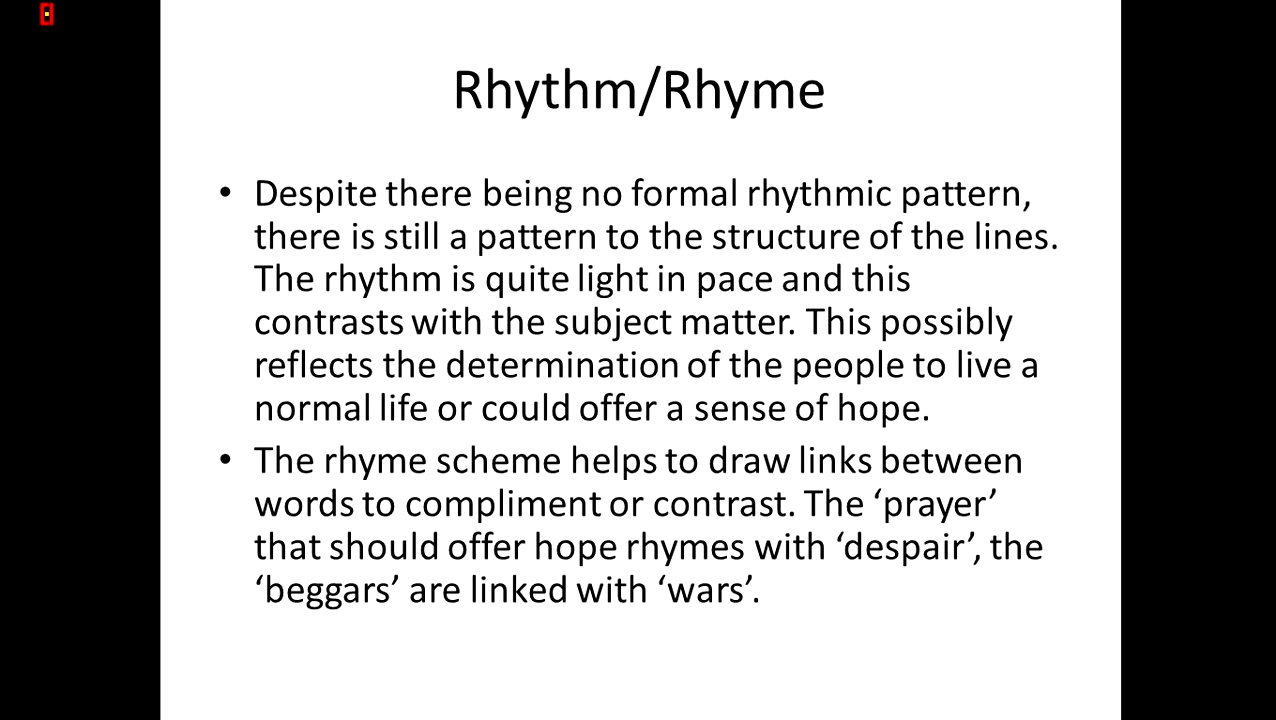 Rhythm/Rhyme
• Despite there being no formal rhythmic pattern,
there is still a pattern to the structure of the lines.
The rhythm is quite light in pace and this
contrasts with the subject matter. This possibly
reflects the determination of the people to live a
normal life or could offer a sense of hope.
• The rhyme scheme helps to draw links between
words to compliment or contrast. The ‘prayer’
that should offer hope rhymes with ‘despair’, the
‘beggars’ are linked with ‘wars’.